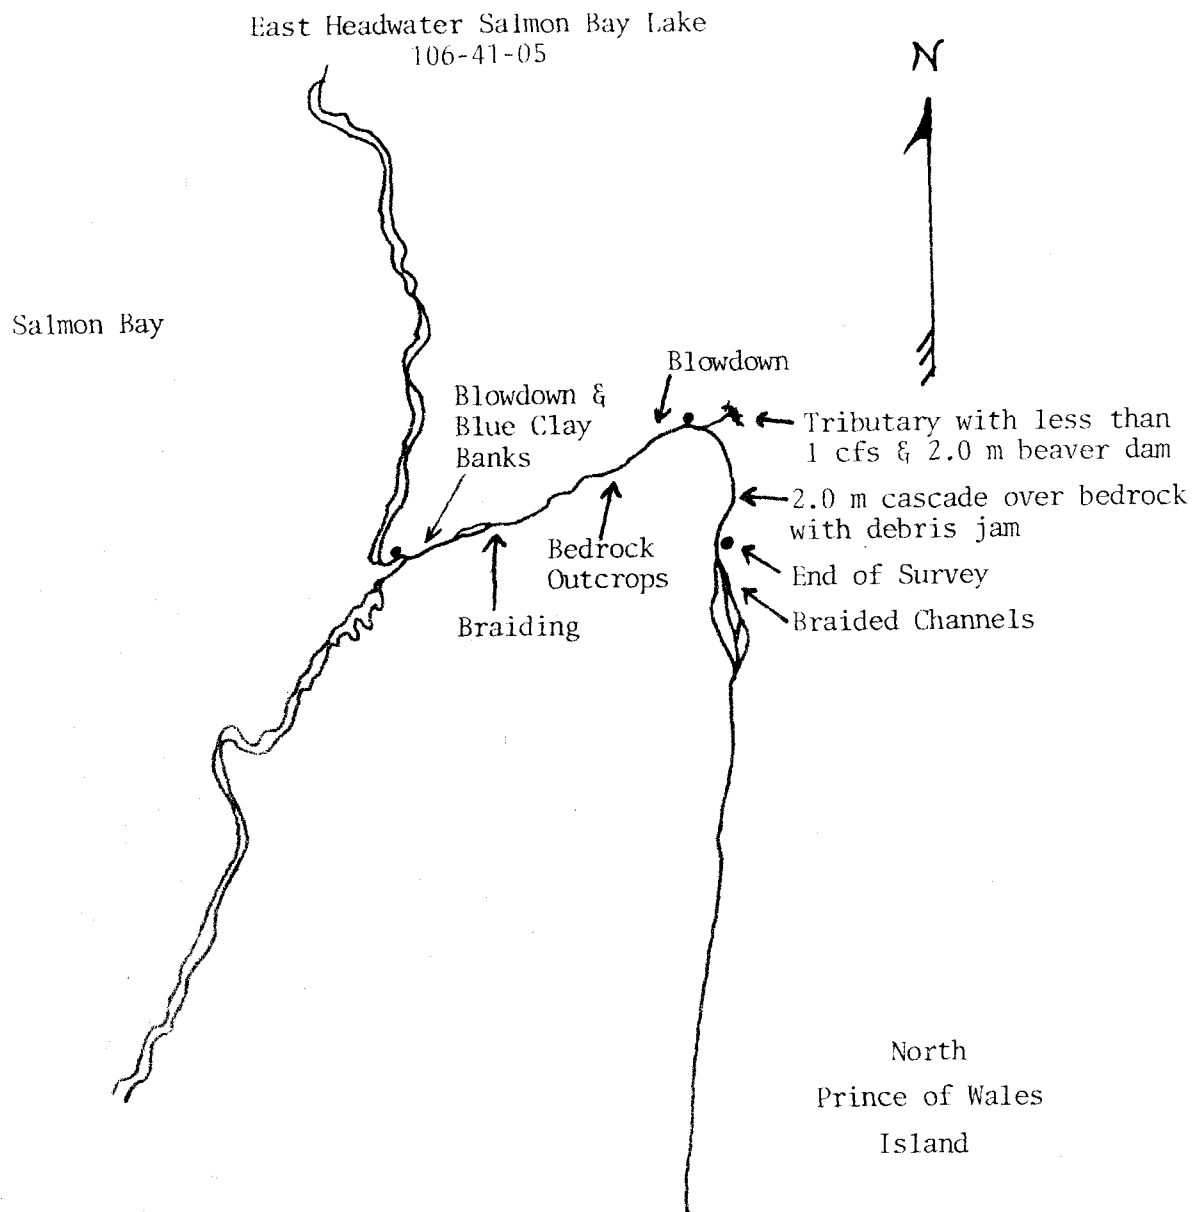 East Headwater Salmon Bay Lake
106-41-05
N
Salmon Bay
Blowdown
Blowdown &
Blue Clay
Banks
Tributary with less than
1 cfs & 2.0 m beaver dam
2.0 m cascade over bedrock
with debris jam
Bedrock
Outcrops
End of Survey
Braiding
Braided Channels
North
Prince of Wales
Island